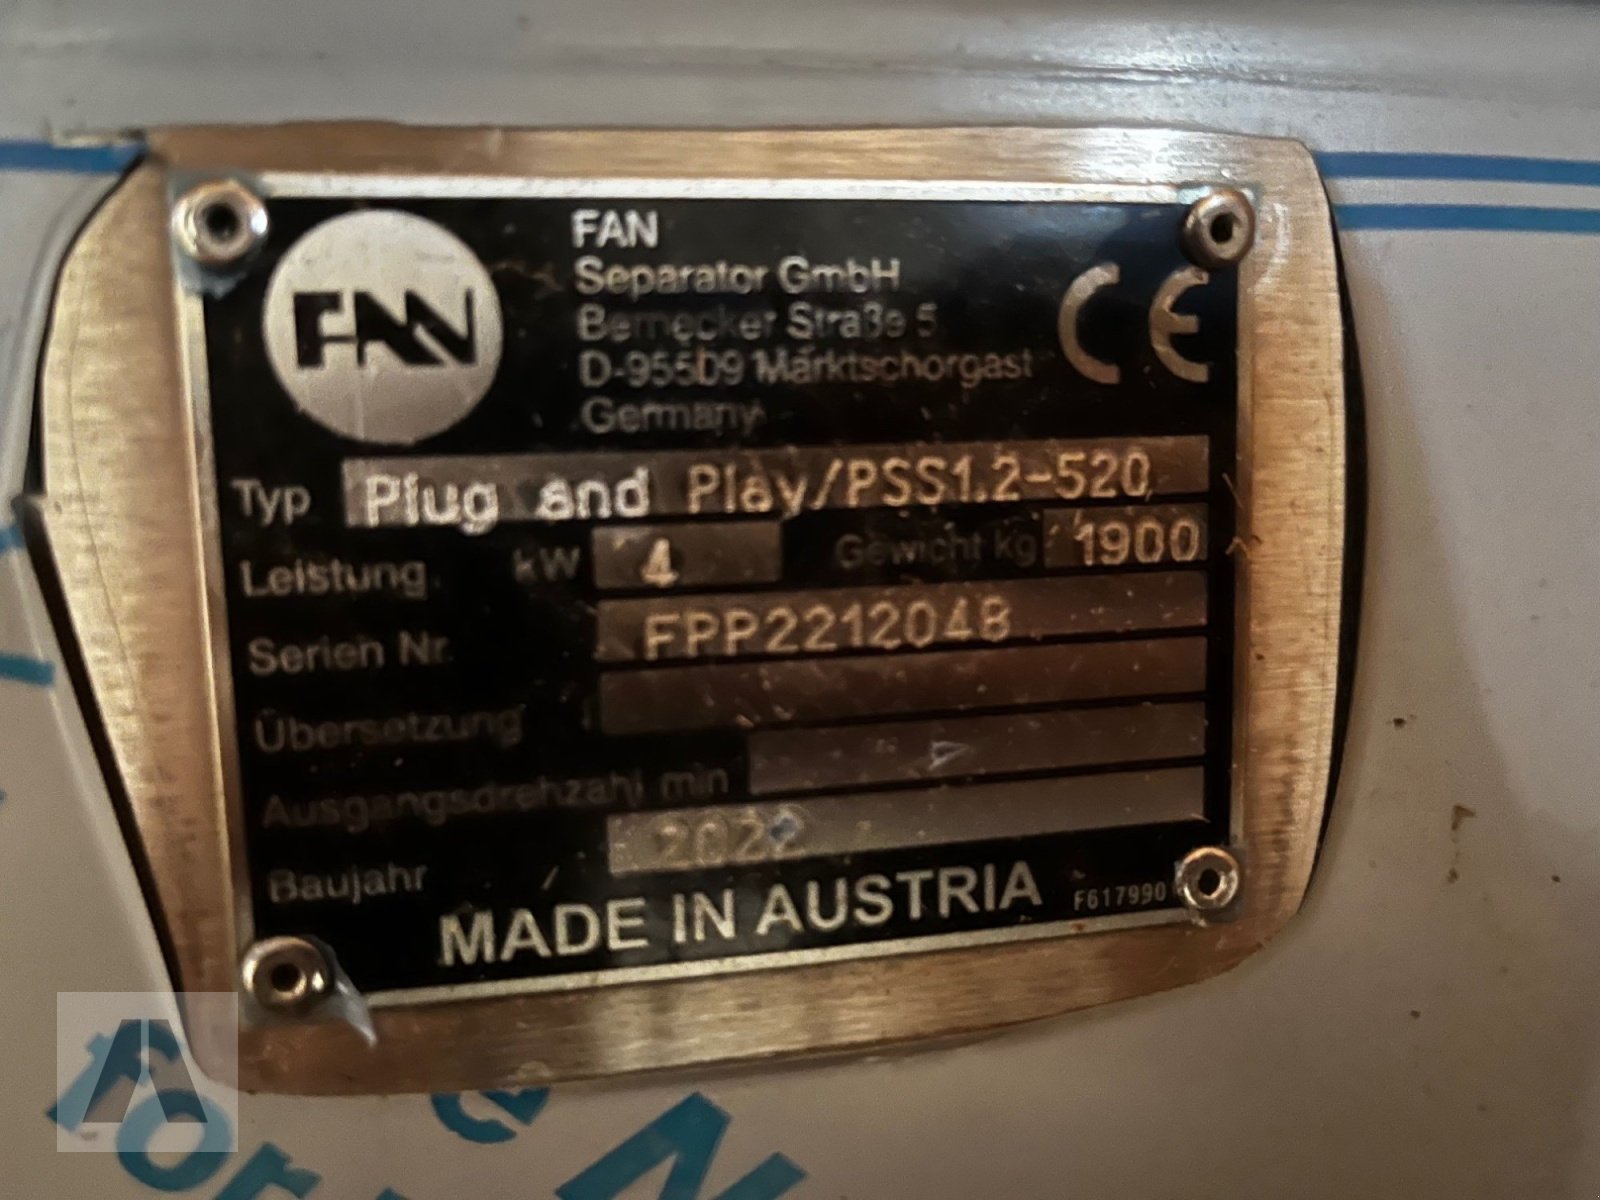 FAN
FAN
Separator GmbH
Bernecker Straße 5
D-95509 Marktschorgast
Germany
CE
Typ Plug and Play/PSS1.2-520
Leistung kW 4 Gewicht kg 1900
Serien Nr. FPP2212048
Übersetzung i
Ausgangsdrehzahl min
Baujahr 2022
MADE IN AUSTRIA F617990
for